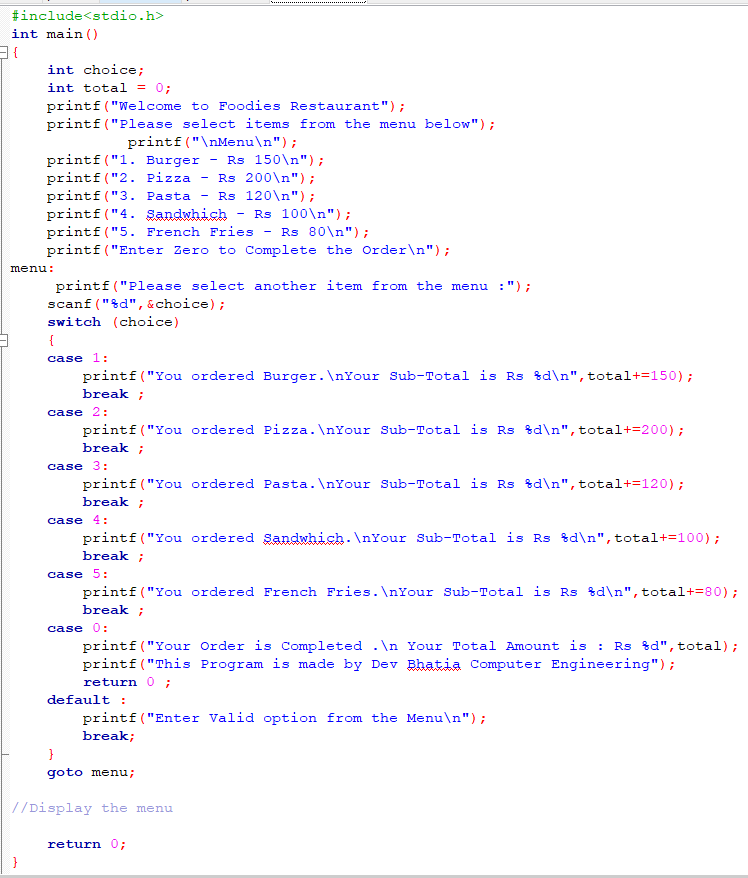 #include<stdio.h>
int main()
{
    int choice;
    int total = 0;
    printf("Welcome to Foodies Restaurant");
    printf("Please select items from the menu below");
             printf("\nMenu\n");
    printf("1. Burger - Rs 150\n");
    printf("2. Pizza - Rs 200\n");
    printf("3. Pasta - Rs 120\n");
    printf("4. Sandwhich - Rs 100\n");
    printf("5. French Fries - Rs 80\n");
    printf("Enter Zero to Complete the Order\n");
menu:
     printf("Please select another item from the menu :");
    scanf("%d",&choice);
    switch (choice)
    {
    case 1:
        printf("You ordered Burger.\nYour Sub-Total is Rs %d\n",total+=150);
        break ;
    case 2:
        printf("You ordered Pizza.\nYour Sub-Total is Rs %d\n",total+=200);
        break ;
    case 3:
        printf("You ordered Pasta.\nYour Sub-Total is Rs %d\n",total+=120);
        break ;
    case 4:
        printf("You ordered Sandwhich.\nYour Sub-Total is Rs %d\n",total+=100);
        break ;
    case 5:
        printf("You ordered French Fries.\nYour Sub-Total is Rs %d\n",total+=80);
        break ;
    case 0:
        printf("Your Order is Completed .\n Your Total Amount is : Rs %d",total);
        printf("This Program is made by Dev Bhatia Computer Engineering");
        return 0 ;
    default :
        printf("Enter Valid option from the Menu\n");
        break;
    }
    goto menu;
//Display the menu
    return 0;
}